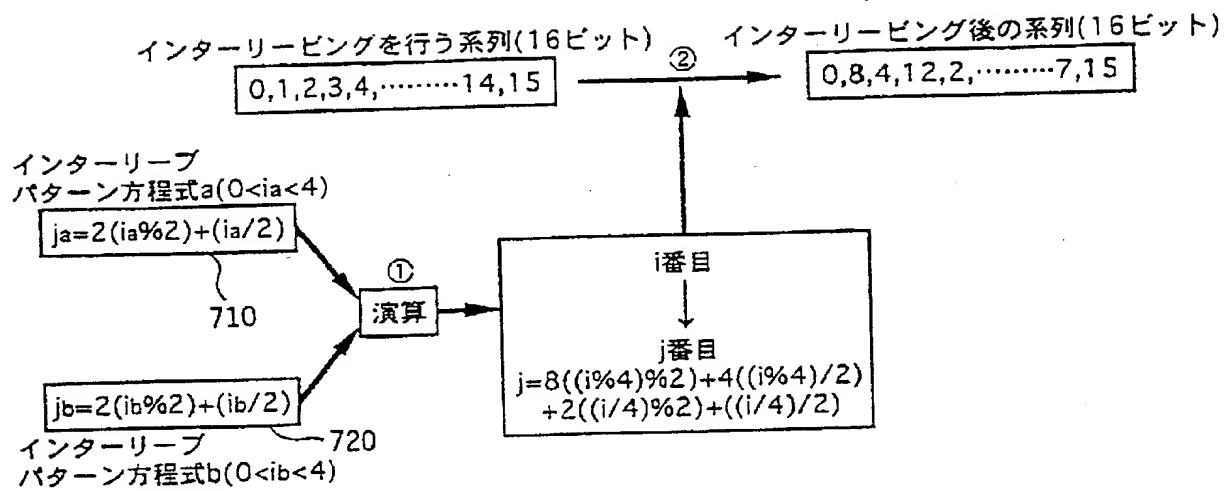 インターリービングを行う系列(16ビット)
0,1,2,3,4,………14,15
②
インターリービング後の系列(16ビット)
0,8,4,12,2,………7,15
インターリーブ
パターン方程式a(0<ia<4)
ja=2(ia%2)+(ia/2)
710
①
演算
i番目
↓
j番目
j=8((i%4)%2)+4((i%4)/2)
+2((i/4)%2)+((i/4)/2)
jb=2(ib%2)+(ib/2)
720
インターリーブ
パターン方程式b(0<ib<4)